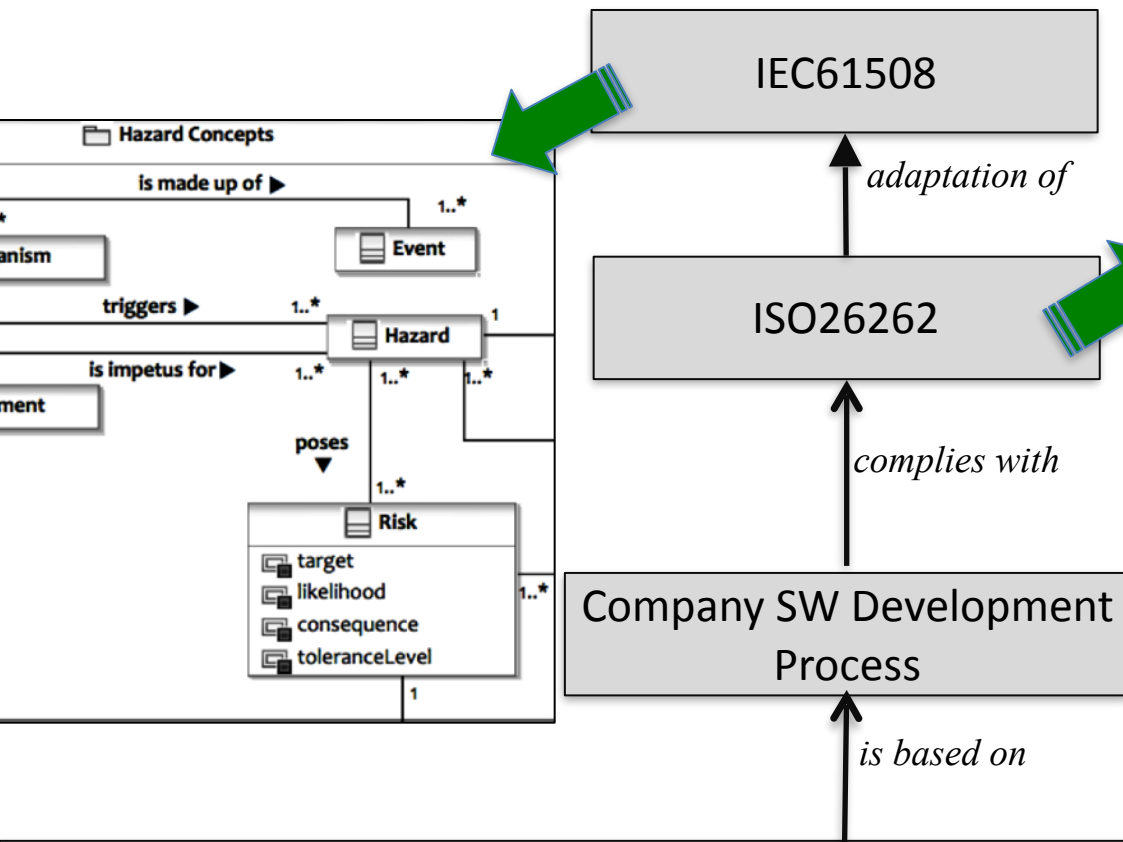 IEC61508
Hazard Concepts
is made up of ▶
adaptation of
*
1..*
anism
Event
triggers ▶
1..*
1
ISO26262
Hazard
is impetus for ▶
1..*
1..*
1..*
ment
poses
▼
complies with
1..*
Risk
target
likelihood
1..*
consequence
toleranceLevel
Company SW Development
Process
1
is based on